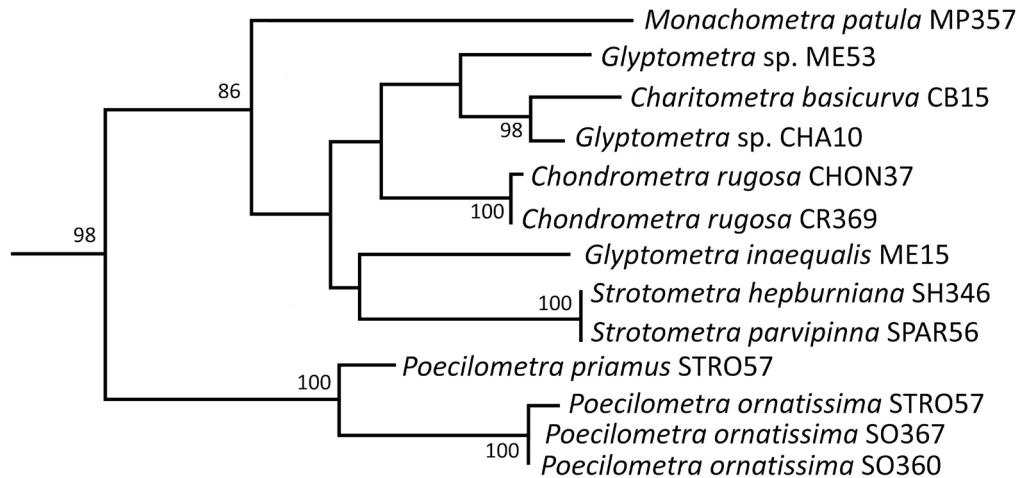 Monachometra patula MP357
Glyptometra sp. ME53
86
Charitometra basicurva CB15
98
Glyptometra sp. CHA10
Chondrometra rugosa CHON37
100
Chondrometra rugosa CR369
98
Glyptometra inaequalis ME15
100
Strotometra hepburniana SH346
Strotometra parvipinna SPAR56
Poecilometra priamus STRO57
100
Poecilometra ornatissima STRO57
Poecilometra ornatissima SO367
100
Poecilometra ornatissima SO360